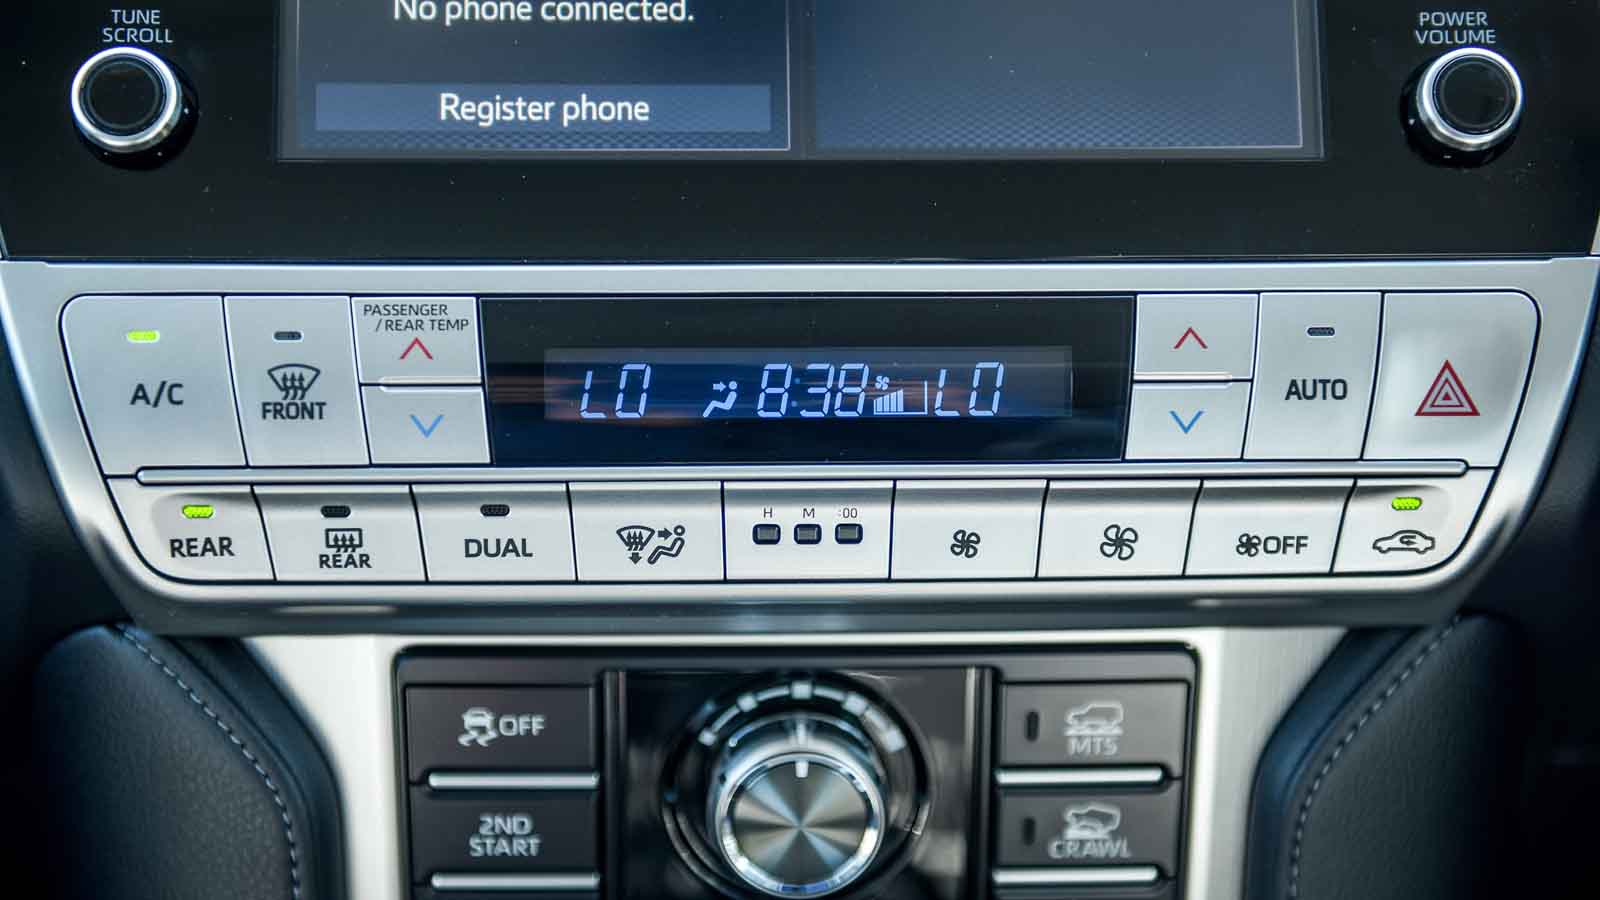 TUNE
SCROLL
No phone connected.
Register phone
POWER
VOLUME
A/C
FRONT
PASSENGER
/REAR TEMP
LO
8:38
LO
AUTO
REAR
REAR
DUAL
H M :00
OFF
OFF
2ND
START
MTS
CRAWL